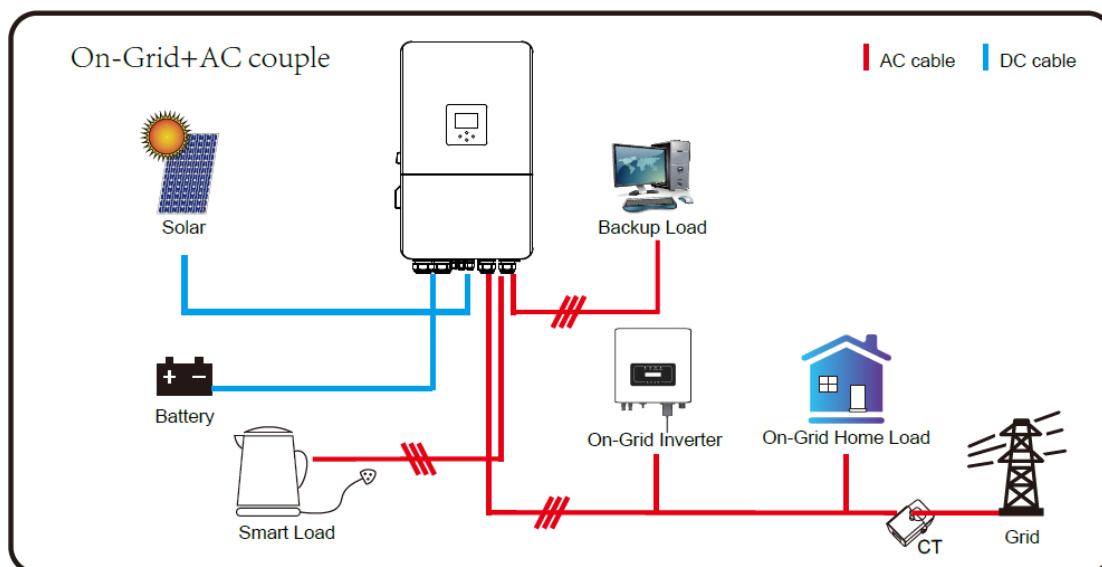 On-Grid+AC couple
AC cable
DC cable
Solar
Backup Load
Battery
On-Grid Inverter
On-Grid Home Load
Smart Load
CT
Grid